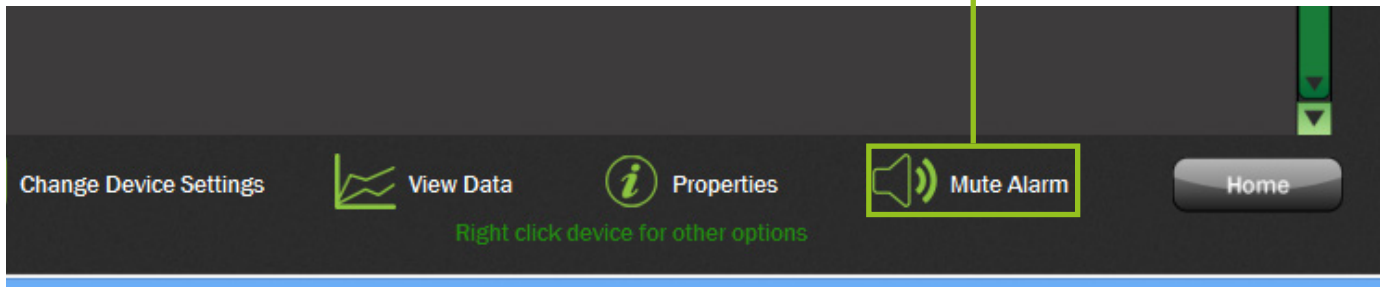 Change Device Settings View Data Properties Mute Alarm Home
Right click device for other options